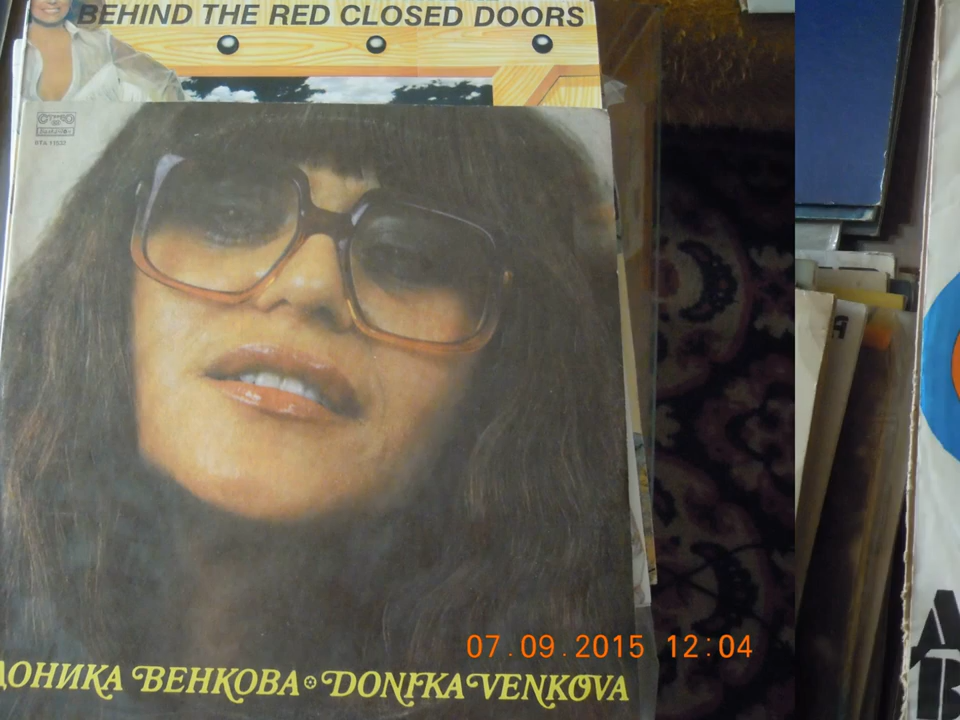 BEHIND THE RED CLOSED DOORS
ДОНИКА ВЕНКОВА DONIKA VENKOVA
07.09.2015 12:04